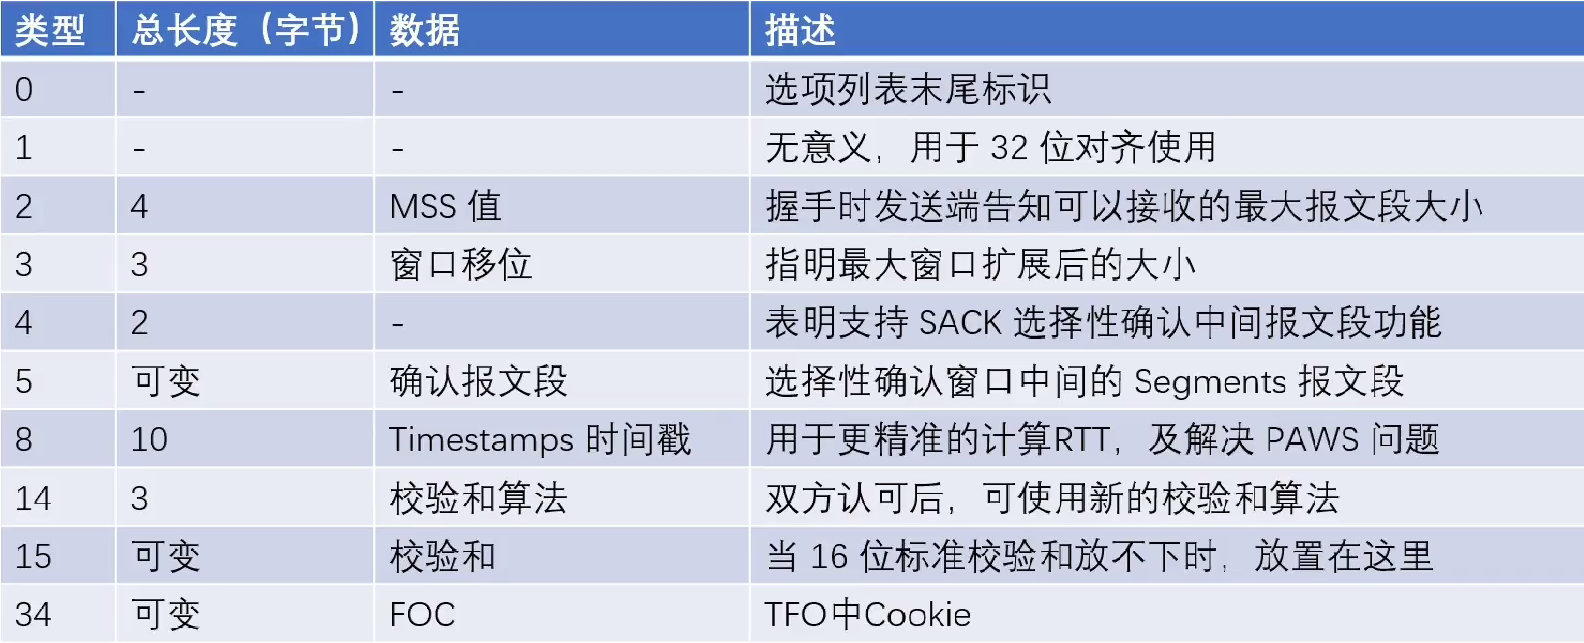 类型 总长度（字节） 数据 描述
0 - - 选项列表末尾标识
1 - - 无意义，用于 32 位对齐使用
2 4 MSS 值 握手时发送端告知可以接收的最大报文段大小
3 3 窗口移位 指明最大窗口扩展后的大小
4 2 - 表明支持 SACK 选择性确认中间报文段功能
5 可变 确认报文段 选择性确认窗口中间的 Segments 报文段
8 10 Timestamps 时间戳 用于更精准的计算RTT，及解决 PAWS 问题
14 3 校验和算法 双方认可后，可使用新的校验和算法
15 可变 校验和 当 16 位标准校验和放不下时，放置在这里
34 可变 FOC TFO中Cookie